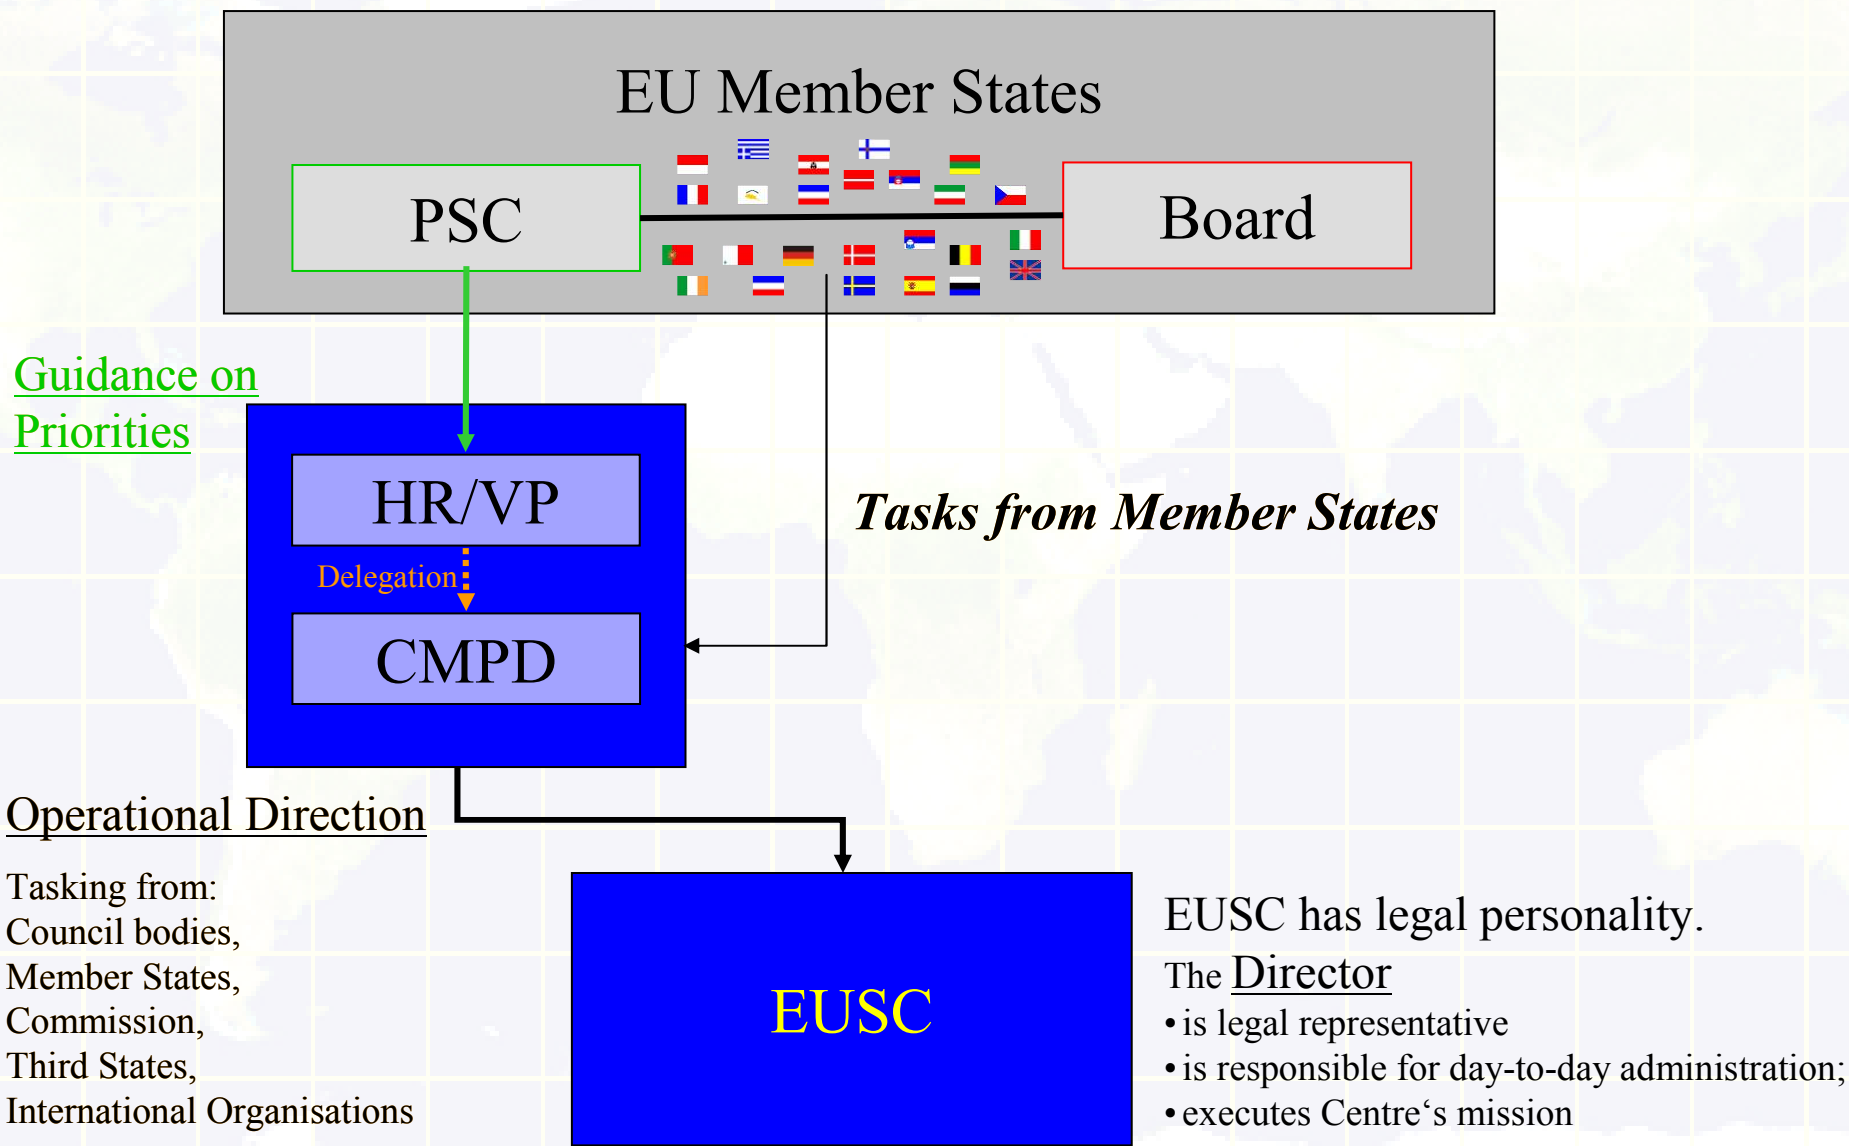 EU Member States
PSC
Board
Guidance on
Priorities
HR/VP
Delegation
CMPD
Tasks from Member States
Operational Direction
Tasking from:
Council bodies,
Member States,
Commission,
Third States,
International Organisations
EUSC
EUSC has legal personality.
The Director
• is legal representative
• is responsible for day-to-day administration;
• executes Centre‘s mission